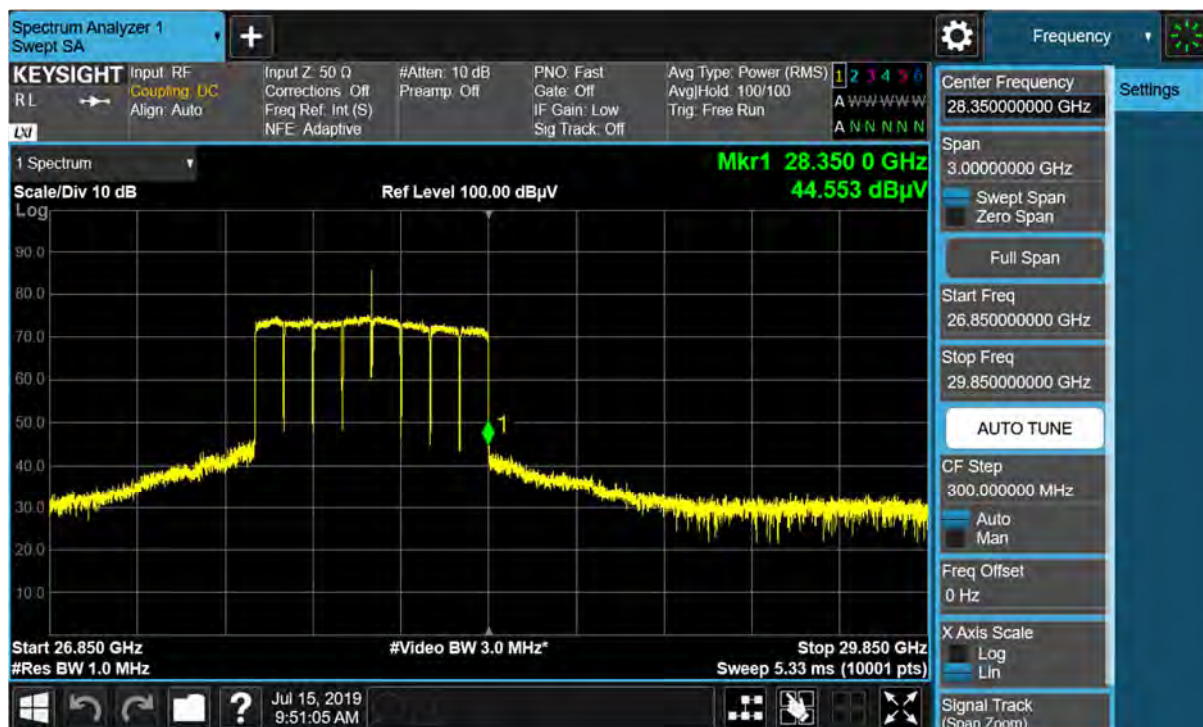 Spectrum Analyzer 1
Swept SA
+
Frequency
KEYSIGHT
RL
LXI
Input: RF
Coupling: DC
Align: Auto
Input Z: 50 Ω
Corrections: Off
Freq Ref: Int (S)
NFE: Adaptive
#Atten: 10 dB
Preamp: Off
PNO: Fast
Gate: Off
IF Gain: Low
Sig Track: Off
Avg Type: Power (RMS)
Avg|Hold: 100/100
Trig: Free Run
1 2 3 4 5 6
A W W W W W
A N N N N N
1 Spectrum
Scale/Div 10 dB
Ref Level 100.00 dBµV
Mkr1 28.350 0 GHz
44.553 dBµV
Log
90.0
80.0
70.0
60.0
50.0
40.0
30.0
20.0
10.0
1
Start 26.850 GHz
#Res BW 1.0 MHz
#Video BW 3.0 MHz*
Stop 29.850 GHz
Sweep 5.33 ms (10001 pts)
?
Jul 15, 2019
9:51:05 AM
Center Frequency
28.350000000 GHz
Span
3.00000000 GHz
Swept Span
Zero Span
Full Span
Start Freq
26.850000000 GHz
Stop Freq
29.850000000 GHz
AUTO TUNE
CF Step
300.000000 MHz
Auto
Man
Freq Offset
0 Hz
X Axis Scale
Log
Lin
Signal Track
(Span Zoom)
Settings